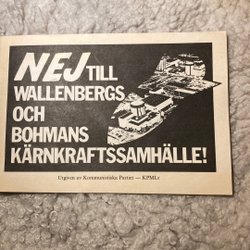 NEJ TILL
WALLENBERGS
OCH
BOHMANS
KÄRNKRAFTSSAMHÄLLE!
Utgiven av Kommunistiska Partiet — KPMLr